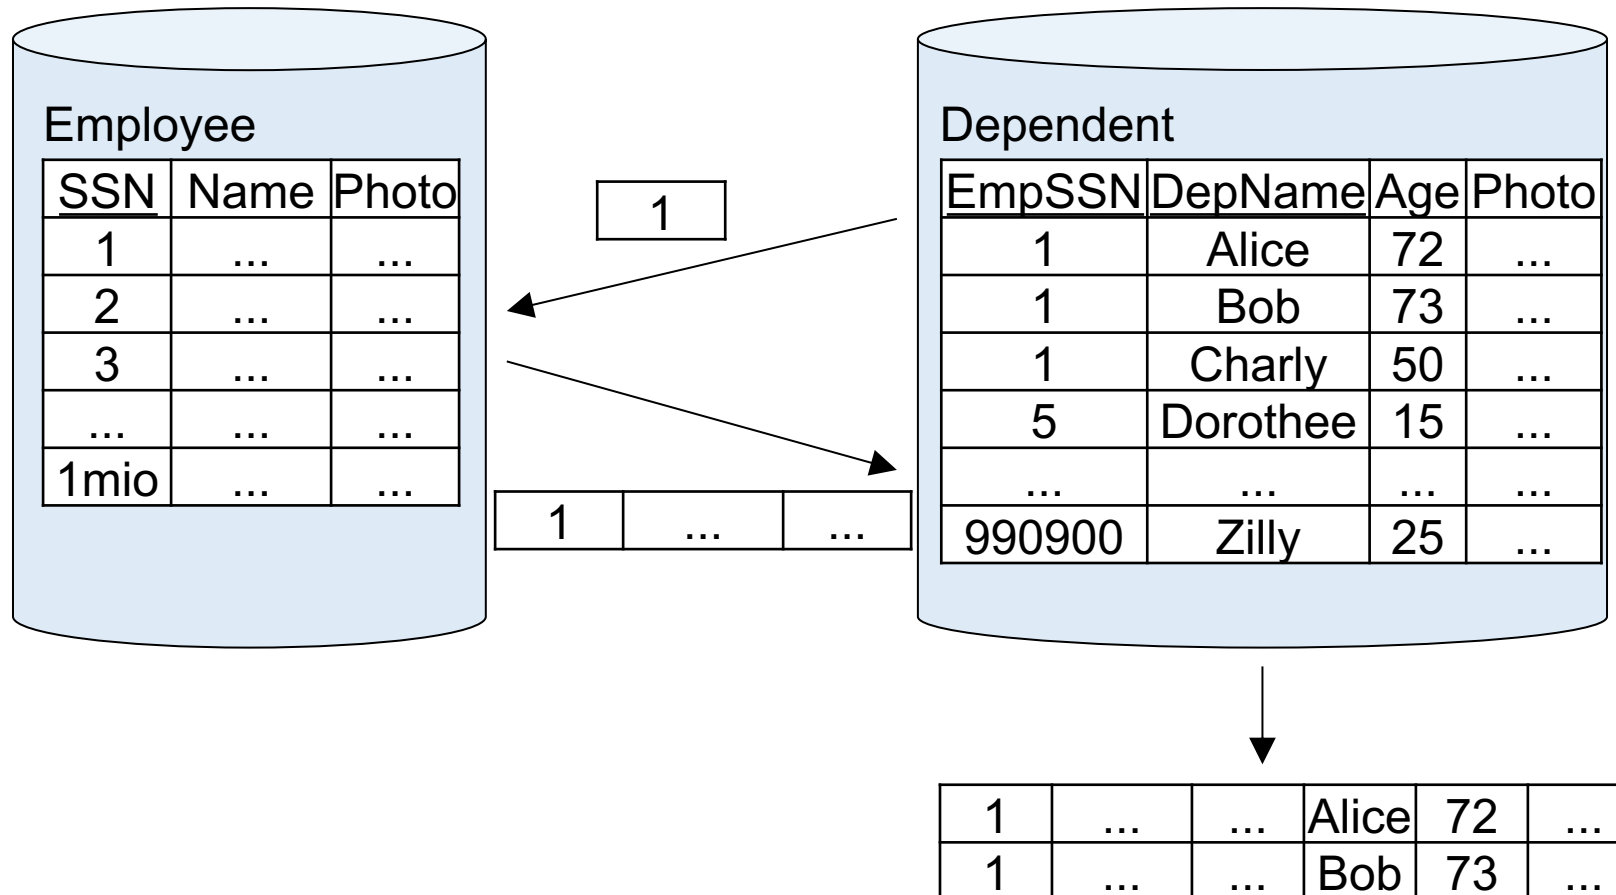 Employee
SSN Name Photo
1 ... ...
2 ... ...
3 ... ...
... ... ...
1mio ... ...
1
1 ... ...
Dependent
EmpSSN DepName Age Photo
1 Alice 72 ...
1 Bob 73 ...
1 Charly 50 ...
5 Dorothee 15 ...
... ... ... ...
990900 Zilly 25 ...
1 ... ... Alice 72 ...
1 ... ... Bob 73 ...